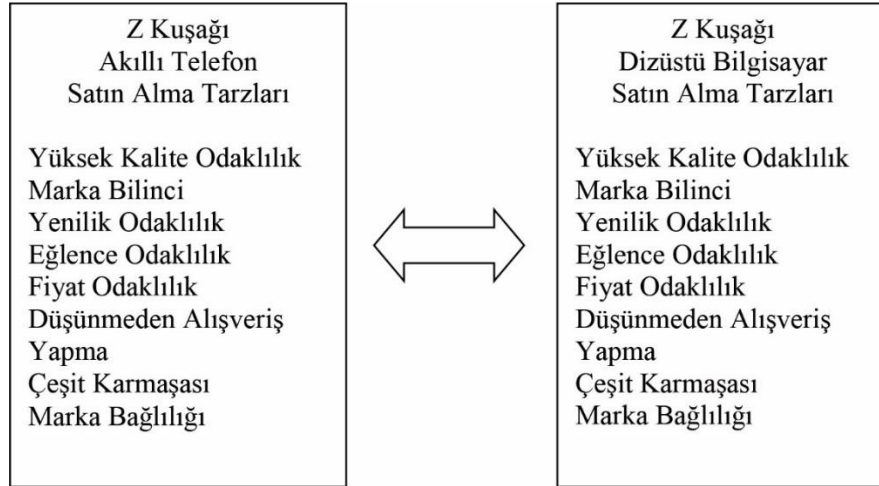 Z Kuşağı
Akıllı Telefon
Satın Alma Tarzları
Yüksek Kalite Odaklılık
Marka Bilinci
Yenilik Odaklılık
Eğlence Odaklılık
Fiyat Odaklılık
Düşünmeden Alışveriş
Yapma
Çeşit Karmaşası
Marka Bağlılığı
Z Kuşağı
Dizüstü Bilgisayar
Satın Alma Tarzları
Yüksek Kalite Odaklılık
Marka Bilinci
Yenilik Odaklılık
Eğlence Odaklılık
Fiyat Odaklılık
Düşünmeden Alışveriş
Yapma
Çeşit Karmaşası
Marka Bağlılığı